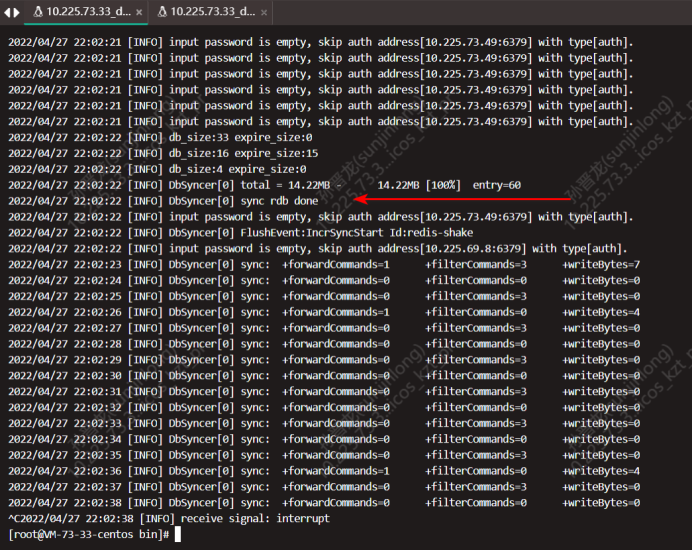 10.225.73.33_d... × 10.225.73.33_d... ×
2022/04/27 22:02:21 [INFO] input password is empty, skip auth address[10.225.73.49:6379] with type[auth].
2022/04/27 22:02:21 [INFO] input password is empty, skip auth address[10.225.73.49:6379] with type[auth].
2022/04/27 22:02:21 [INFO] input password is empty, skip auth address[10.225.73.49:6379] with type[auth].
2022/04/27 22:02:21 [INFO] input password is empty, skip auth address[10.225.73.49:6379] with type[auth].
2022/04/27 22:02:21 [INFO] input password is empty, skip auth address[10.225.73.49:6379] with type[auth].
2022/04/27 22:02:21 [INFO] input password is empty, skip auth address[10.225.73.49:6379] with type[auth].
2022/04/27 22:02:22 [INFO] db_size:33 expire_size:0
2022/04/27 22:02:22 [INFO] db_size:16 expire_size:15
2022/04/27 22:02:22 [INFO] db_size:4 expire_size:0
2022/04/27 22:02:22 [INFO] DbSyncer[0] total = 14.22MB - 14.22MB [100%] entry=60
2022/04/27 22:02:22 [INFO] DbSyncer[0] sync rdb done
2022/04/27 22:02:22 [INFO] input password is empty, skip auth address[10.225.73.49:6379] with type[auth].
2022/04/27 22:02:22 [INFO] DbSyncer[0] FlushEvent:IncrSyncStart Id:redis-shake
2022/04/27 22:02:22 [INFO] input password is empty, skip auth address[10.225.69.8:6379] with type[auth].
2022/04/27 22:02:23 [INFO] DbSyncer[0] sync: +forwardCommands=1 +filterCommands=3 +writeBytes=7
2022/04/27 22:02:24 [INFO] DbSyncer[0] sync: +forwardCommands=0 +filterCommands=0 +writeBytes=0
2022/04/27 22:02:25 [INFO] DbSyncer[0] sync: +forwardCommands=0 +filterCommands=3 +writeBytes=0
2022/04/27 22:02:26 [INFO] DbSyncer[0] sync: +forwardCommands=1 +filterCommands=0 +writeBytes=4
2022/04/27 22:02:27 [INFO] DbSyncer[0] sync: +forwardCommands=0 +filterCommands=3 +writeBytes=0
2022/04/27 22:02:28 [INFO] DbSyncer[0] sync: +forwardCommands=0 +filterCommands=0 +writeBytes=0
2022/04/27 22:02:29 [INFO] DbSyncer[0] sync: +forwardCommands=0 +filterCommands=3 +writeBytes=0
2022/04/27 22:02:30 [INFO] DbSyncer[0] sync: +forwardCommands=0 +filterCommands=0 +writeBytes=0
2022/04/27 22:02:31 [INFO] DbSyncer[0] sync: +forwardCommands=0 +filterCommands=3 +writeBytes=0
2022/04/27 22:02:32 [INFO] DbSyncer[0] sync: +forwardCommands=0 +filterCommands=0 +writeBytes=0
2022/04/27 22:02:33 [INFO] DbSyncer[0] sync: +forwardCommands=0 +filterCommands=3 +writeBytes=0
2022/04/27 22:02:34 [INFO] DbSyncer[0] sync: +forwardCommands=0 +filterCommands=0 +writeBytes=0
2022/04/27 22:02:35 [INFO] DbSyncer[0] sync: +forwardCommands=0 +filterCommands=3 +writeBytes=0
2022/04/27 22:02:36 [INFO] DbSyncer[0] sync: +forwardCommands=1 +filterCommands=0 +writeBytes=4
2022/04/27 22:02:37 [INFO] DbSyncer[0] sync: +forwardCommands=0 +filterCommands=3 +writeBytes=0
2022/04/27 22:02:38 [INFO] DbSyncer[0] sync: +forwardCommands=0 +filterCommands=0 +writeBytes=0
^C2022/04/27 22:02:38 [INFO] receive signal: interrupt
[root@VM-73-33-centos bin]#